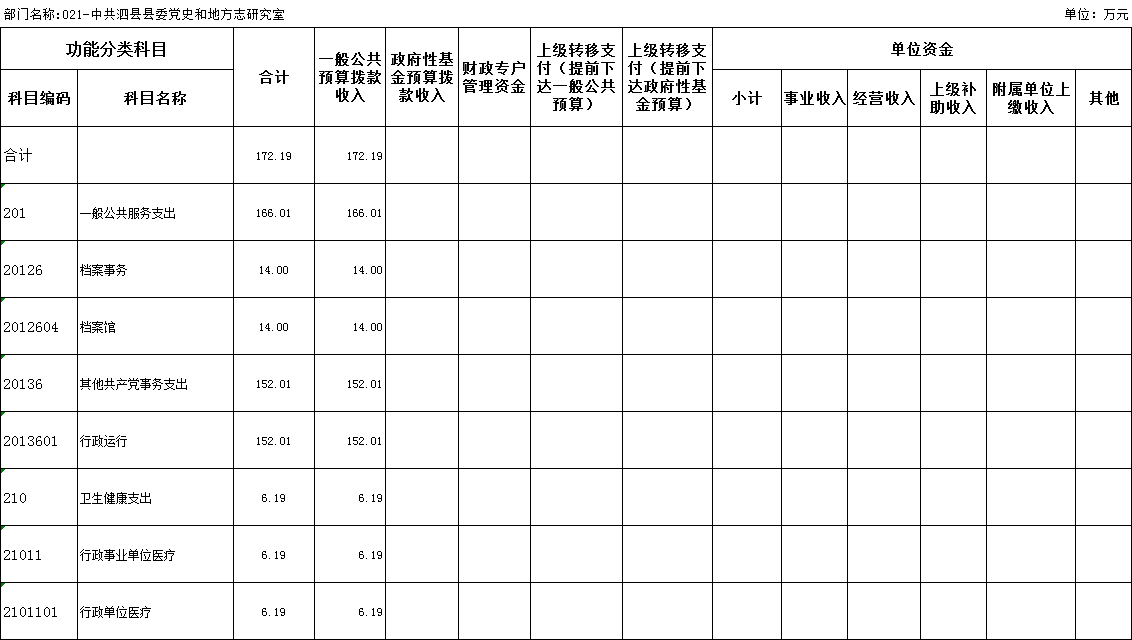 部门名称:021-中共泗县县委党史和地方志研究室 单位：万元
功能分类科目 合计 一般公共预算拨款收入 政府性基金预算拨款收入 财政专户管理资金 上级转移支付（提前下达一般公共预算） 上级转移支付（提前下达政府性基金预算） 单位资金
科目编码 科目名称 小计 事业收入 经营收入 上级补助收入 附属单位上缴收入 其他
合计 172.19 172.19
201 一般公共服务支出 166.01 166.01
20126 档案事务 14.00 14.00
2012604 档案馆 14.00 14.00
20136 其他共产党事务支出 152.01 152.01
2013601 行政运行 152.01 152.01
210 卫生健康支出 6.19 6.19
21011 行政事业单位医疗 6.19 6.19
2101101 行政单位医疗 6.19 6.19